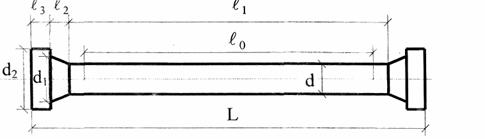 ℓ3 ℓ2 ℓ1
ℓ0
d2 d1 d
L